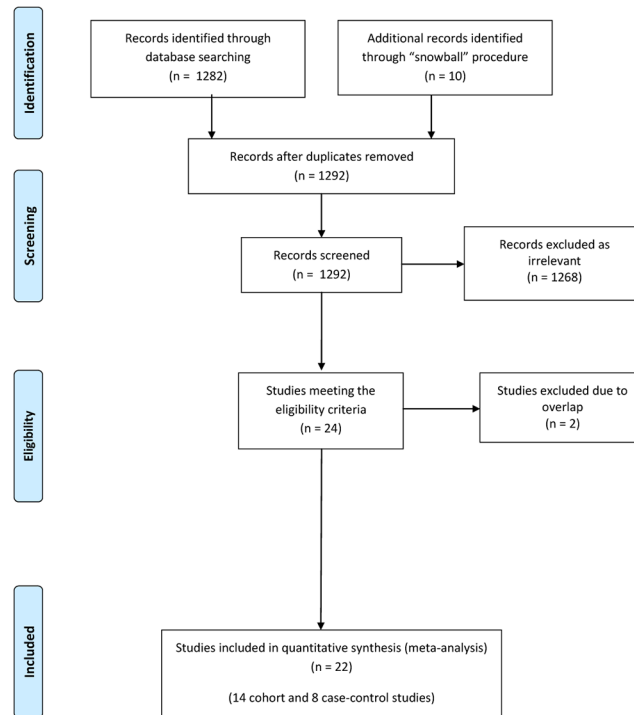 Identification
Records identified through
database searching
(n = 1282)
Additional records identified
through “snowball” procedure
(n = 10)
Records after duplicates removed
(n = 1292)
Screening
Records screened
(n = 1292)
Records excluded as
irrelevant
(n = 1268)
Eligibility
Studies meeting the
eligibility criteria
(n = 24)
Studies excluded due to
overlap
(n = 2)
Included
Studies included in quantitative synthesis (meta-analysis)
(n = 22)
(14 cohort and 8 case-control studies)